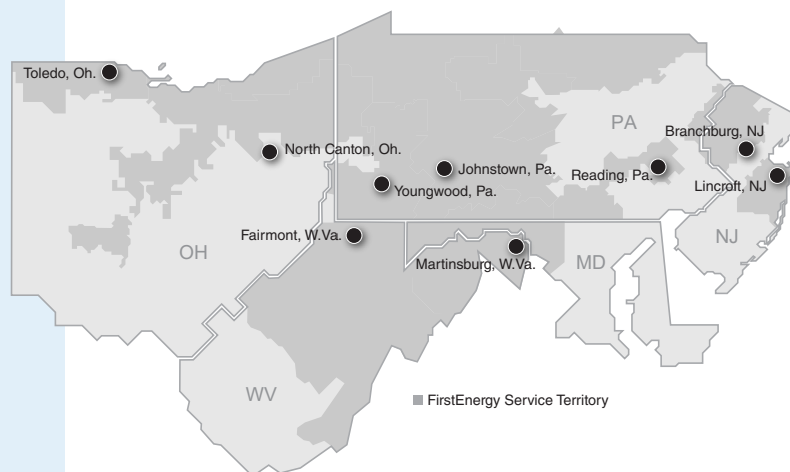 Toledo, Oh.
PA
Branchburg, NJ
North Canton, Oh.
Johnstown, Pa.
Reading, Pa.
Youngwood, Pa.
Lincroft, NJ
Fairmont, W.Va.
NJ
OH
Martinsburg, W.Va.
MD
WV
FirstEnergy Service Territory